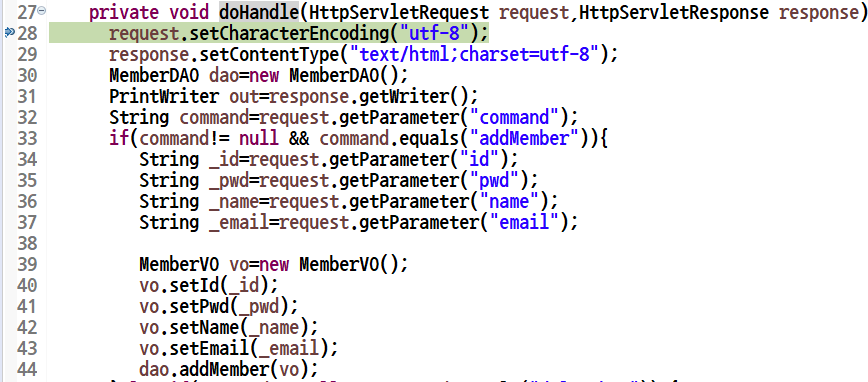 27 private void doHandle(HttpServletRequest request,HttpServletResponse response)
28 request.setCharacterEncoding("utf-8");
29 response.setContentType("text/html;charset=utf-8");
30 MemberDAO dao=new MemberDAO();
31 PrintWriter out=response.getWriter();
32 String command=request.getParameter("command");
33 if(command!= null && command.equals("addMember")){
34 String _id=request.getParameter("id");
35 String _pwd=request.getParameter("pwd");
36 String _name=request.getParameter("name");
37 String _email=request.getParameter("email");
38
39 MemberVO vo=new MemberVO();
40 vo.setId(_id);
41 vo.setPwd(_pwd);
42 vo.setName(_name);
43 vo.setEmail(_email);
44 dao.addMember(vo);